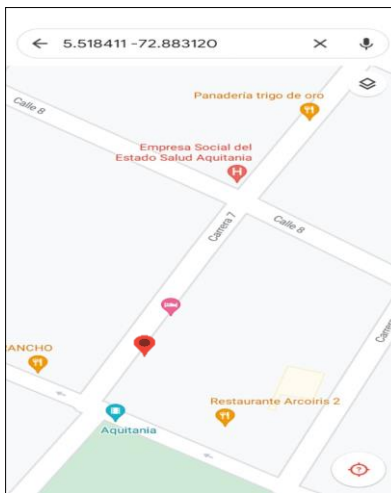 5.518411 -72.883120
Panadería trigo de oro
Calle 8
Empresa Social del
Estado Salud Aquitania
H
Carrera 7
Calle 8
ANCHO
Restaurante Arcoiris 2
Aquitania
?